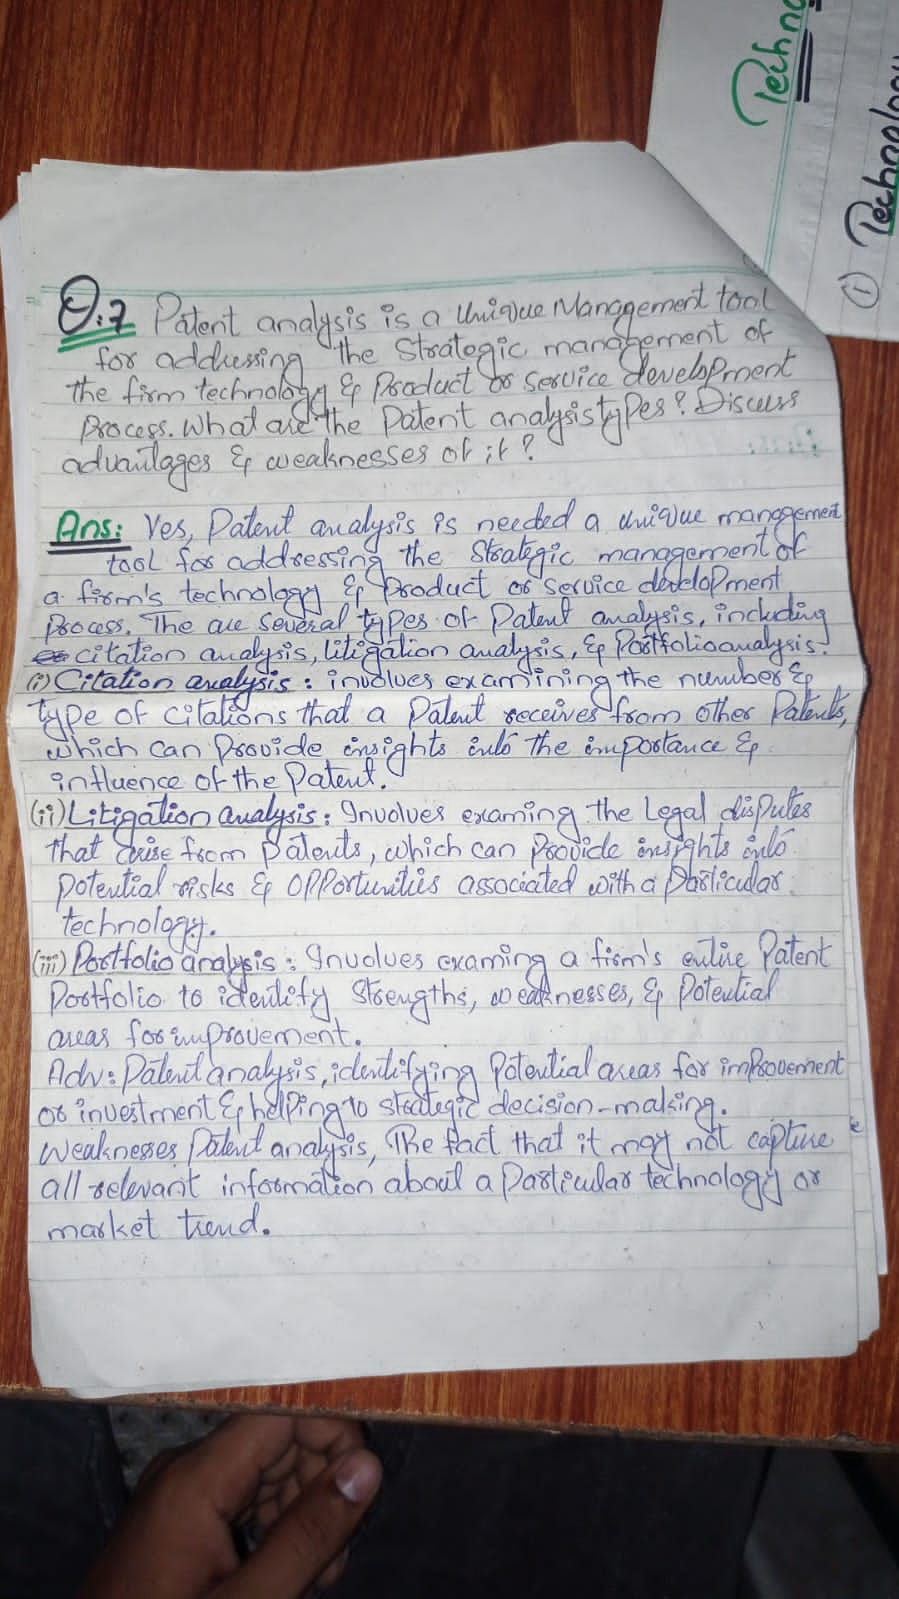 Techno
(i) Technology
Q:7 Patent analysis is a Unique Management tool
for addressing the Strategic management of
the firm technology & Product or service development
Process. What are the Patent analysis types? Discuss
advantages & weaknesses of it?
Ans: Yes, Patent analysis is needed a unique management
tool for addressing the Strategic management of
a firm's technology & Product or service development
Process. The are several types of Patent analysis, including
citation analysis, litigation analysis, & Portfolio analysis.
(i) Citation analysis: involves examining the number &
type of citations that a Patent receives from other Patents,
which can Provide insights into the importance &
influence of the Patent.
(ii) Litigation analysis: Involves examing the Legal disputes
that arise from Patents, which can Provide insights into
Potential risks & opportunities associated with a Particular
technology.
(iii) Portfolio analysis: Involves examing a firm's entire Patent
Portfolio to identify Strengths, weaknesses, & Potential
areas for improvement.
Adv: Patent analysis, identifying Potential areas for improvement
or investment & helping to strategic decision-making.
Weaknesses Patent analysis, The fact that it may not capture
all relevant information about a Particular technology or
market trend.